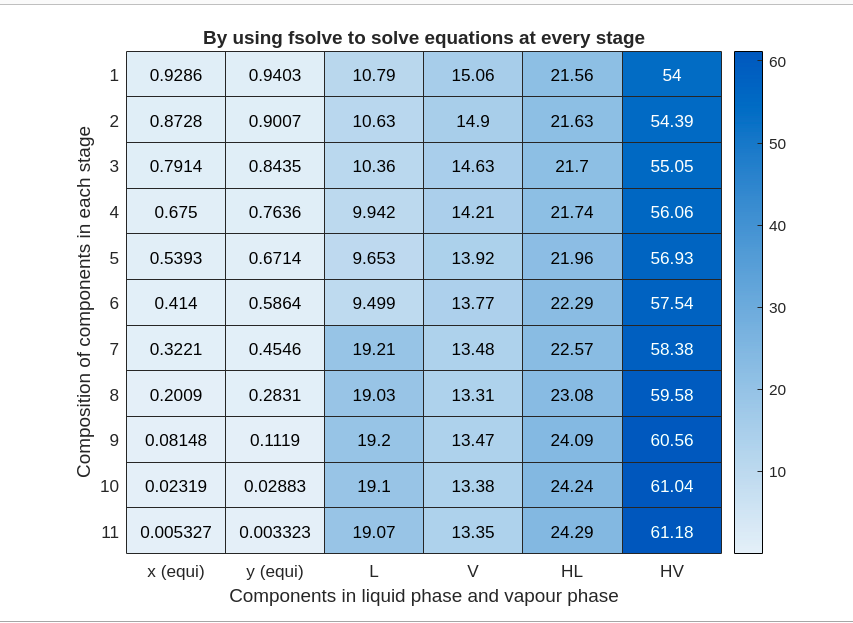 By using fsolve to solve equations at every stage
Composition of components in each stage
1 0.9286 0.9403 10.79 15.06 21.56 54
2 0.8728 0.9007 10.63 14.9 21.63 54.39
3 0.7914 0.8435 10.36 14.63 21.7 55.05
4 0.675 0.7636 9.942 14.21 21.74 56.06
5 0.5393 0.6714 9.653 13.92 21.96 56.93
6 0.414 0.5864 9.499 13.77 22.29 57.54
7 0.3221 0.4546 19.21 13.48 22.57 58.38
8 0.2009 0.2831 19.03 13.31 23.08 59.58
9 0.08148 0.1119 19.2 13.47 24.09 60.56
10 0.02319 0.02883 19.1 13.38 24.24 61.04
11 0.005327 0.003323 19.07 13.35 24.29 61.18
x (equi) y (equi) L V HL HV
Components in liquid phase and vapour phase
60
50
40
30
20
10